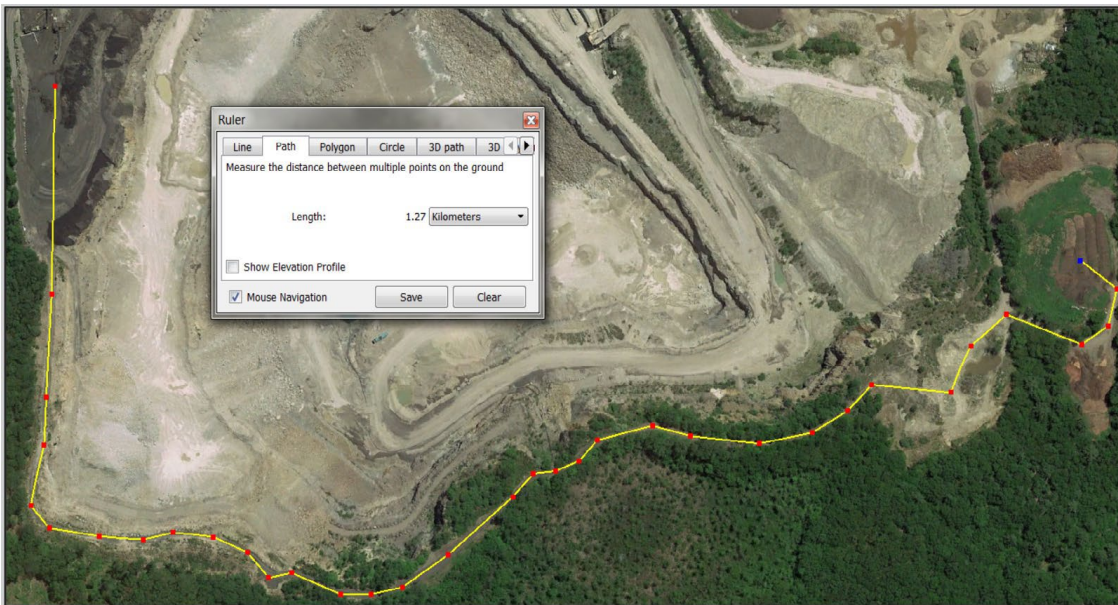 Ruler
Line Path Polygon Circle 3D path 3D
Measure the distance between multiple points on the ground
Length: 1.27 Kilometers
Show Elevation Profile
Mouse Navigation Save Clear